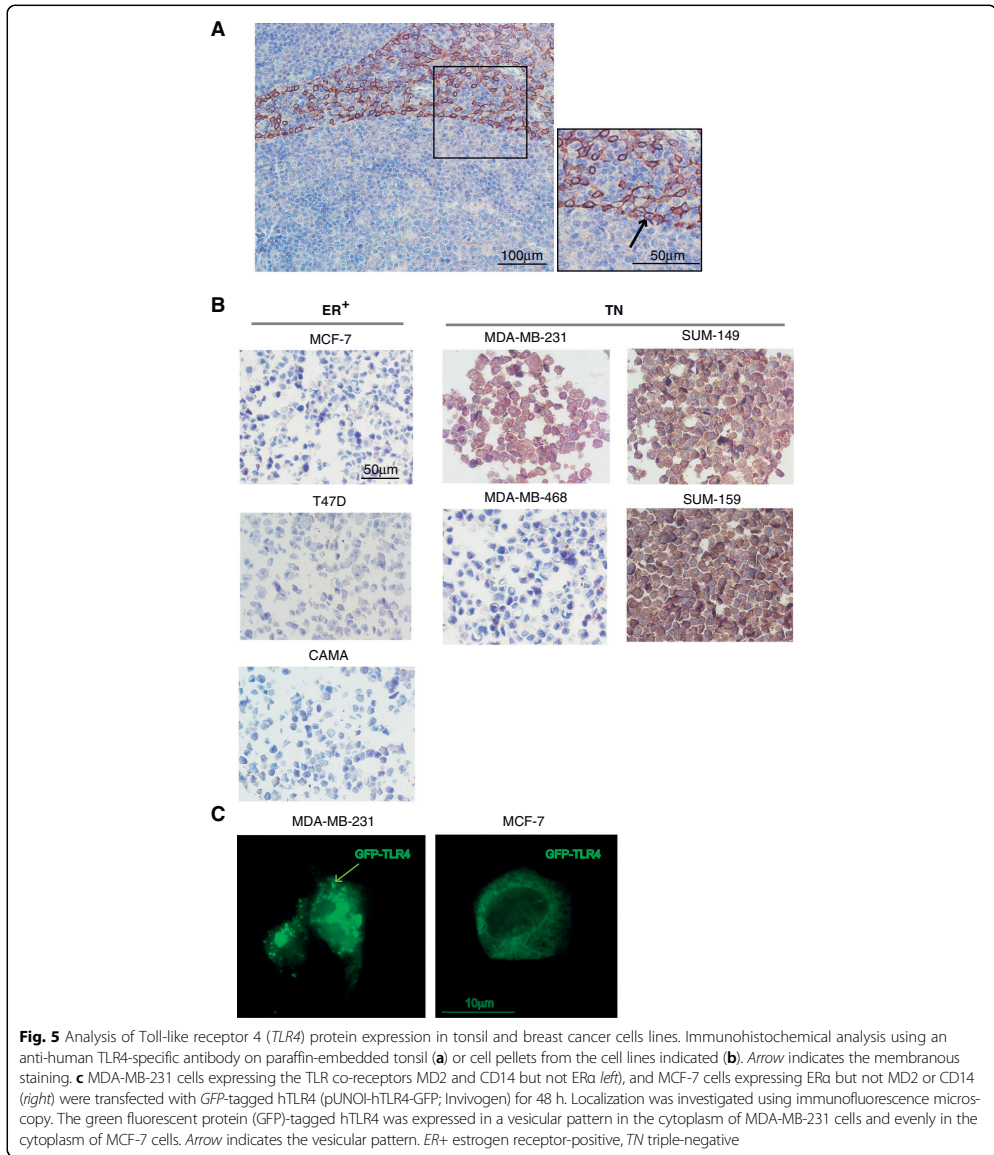 A
100µm
50µm
B
ER+
TN
MCF-7
MDA-MB-231
SUM-149
50µm
T47D
MDA-MB-468
SUM-159
CAMA
C
MDA-MB-231
MCF-7
GFP-TLR4
GFP-TLR4
10µm
Fig. 5 Analysis of Toll-like receptor 4 (TLR4) protein expression in tonsil and breast cancer cells lines. Immunohistochemical analysis using an
anti-human TLR4-specific antibody on paraffin-embedded tonsil (a) or cell pellets from the cell lines indicated (b). Arrow indicates the membranous
staining. c MDA-MB-231 cells expressing the TLR co-receptors MD2 and CD14 but not ERα left), and MCF-7 cells expressing ERα but not MD2 or CD14
(right) were transfected with GFP-tagged hTLR4 (pUNOI-hTLR4-GFP; Invivogen) for 48 h. Localization was investigated using immunofluorescence micros-
copy. The green fluorescent protein (GFP)-tagged hTLR4 was expressed in a vesicular pattern in the cytoplasm of MDA-MB-231 cells and evenly in the
cytoplasm of MCF-7 cells. Arrow indicates the vesicular pattern. ER+ estrogen receptor-positive, TN triple-negative